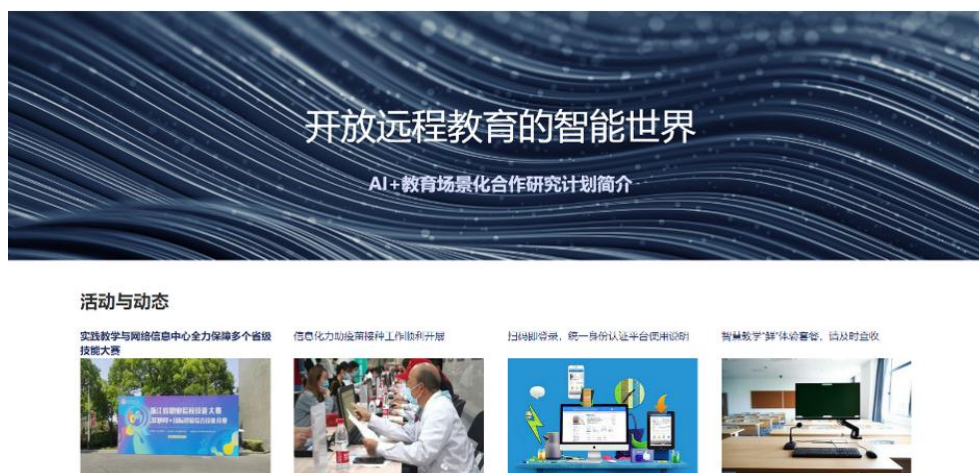 开放远程教育的智能世界
AI+教育场景化合作研究计划简介
活动与动态
实践教学与网络信息中心全力保障多个省级
技能大赛
信息化力助疫苗接种工作顺利开展
扫码即登录，统一身份认证平台使用说明
智慧教学“鲜”体验套餐，请及时查收